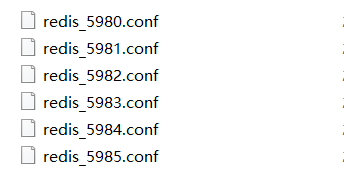 redis_5980.conf
redis_5981.conf
redis_5982.conf
redis_5983.conf
redis_5984.conf
redis_5985.conf